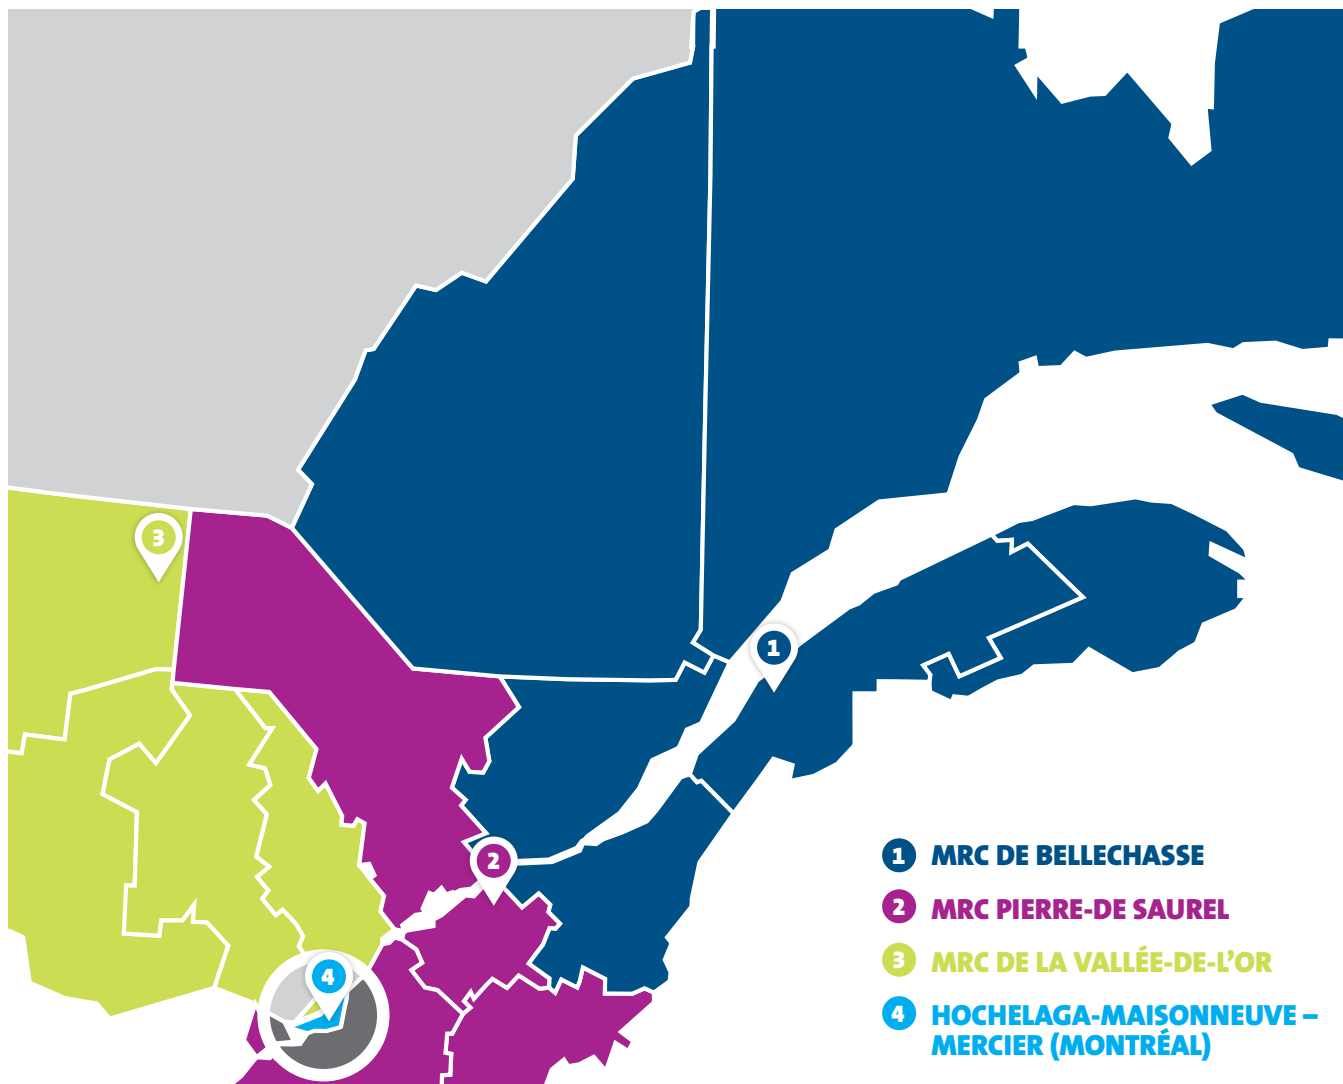 3
1
2
4
1 MRC DE BELLECHASSE
2 MRC PIERRE-DE SAUREL
3 MRC DE LA VALLÉE-DE-L’OR
4 HOCHELAGA-MAISONNEUVE –
MERCIER (MONTRÉAL)